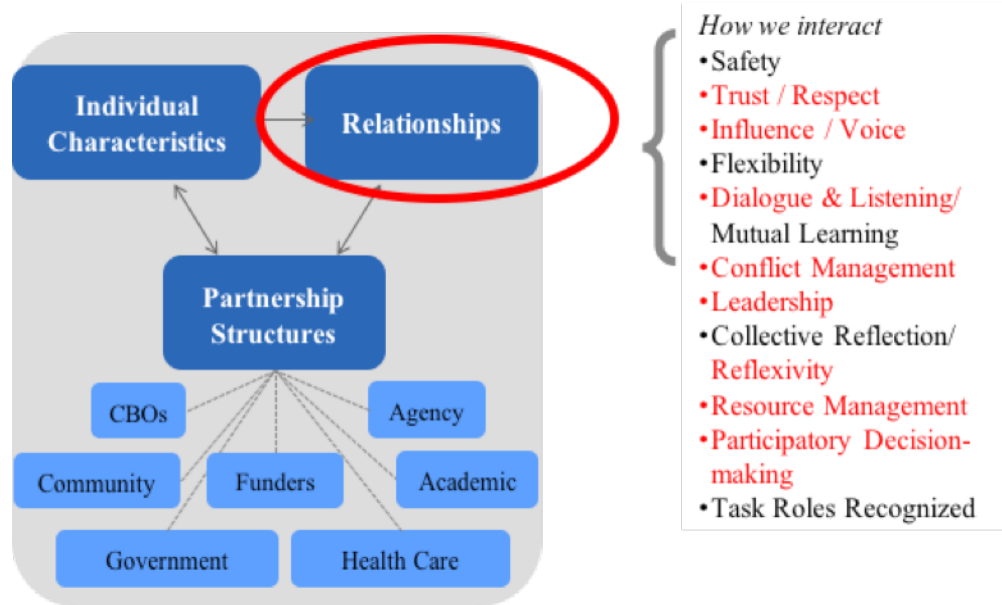 Individual
Characteristics
Relationships
Partnership
Structures
CBOs
Agency
Community
Funders
Academic
Government
Health Care
How we interact
•Safety
•Trust / Respect
•Influence / Voice
•Flexibility
•Dialogue & Listening/
Mutual Learning
•Conflict Management
•Leadership
•Collective Reflection/
Reflexivity
•Resource Management
•Participatory Decision-
making
•Task Roles Recognized